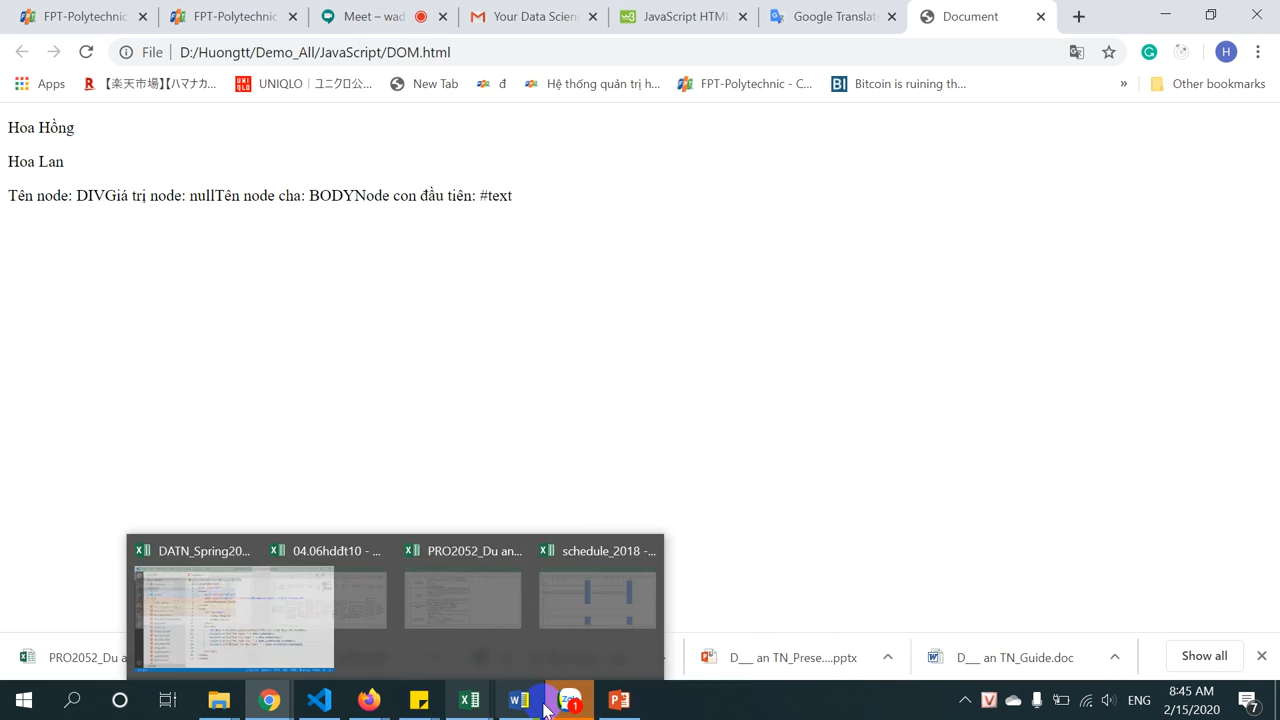 FPT-Polytechnic
FPT-Polytechnic
Meet – wad
Your Data Scien
JavaScript HTML
Google Translat
Document
File
D:/Huongtt/Demo_All/JavaScript/DOM.html
H
Apps
【楽天市場】【ハマナカ...
UNIQLO｜ユニクロ公...
New Tab
đ
Hệ thống quản trị h...
FPT-Polytechnic - C...
Bitcoin is ruining th...
»
Other bookmarks
Hoa Hồng
Hoa Lan
Tên node: DIVGiá trị node: nullTên node cha: BODYNode con đầu tiên: #text
DATN_Spring20...
04.06hddt10 - ...
PRO2052_Du an...
schedule_2018 -...
PRO2052_Du a
D___ an TN_Prese....pptx
D___ an TN_Guide.doc
Show all
1
ENG
8:45 AM
2/15/2020
7